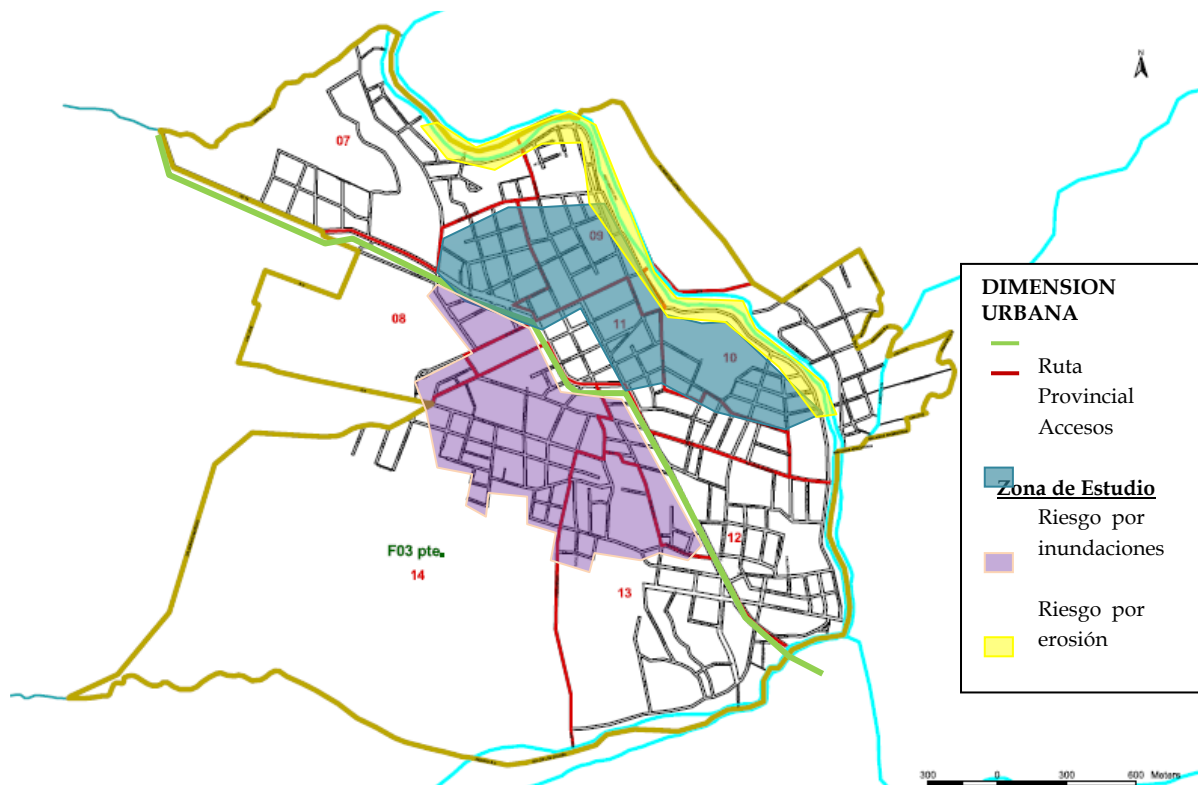 N
07
09
08
11
10
12
F03 pte
14
13
DIMENSION
URBANA
Ruta
Provincial
Accesos
Zona de Estudio
Riesgo por
inundaciones
Riesgo por
erosión
300 0 300 600 Meters